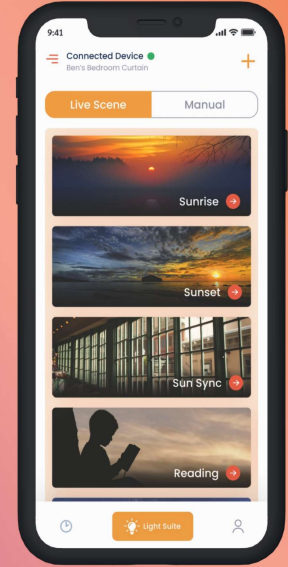 9:41
Connected Device
Ben's Bedroom Curtain
Live Scene
Manual
Sunrise
Sunset
Sun Sync
Reading
Light Suite